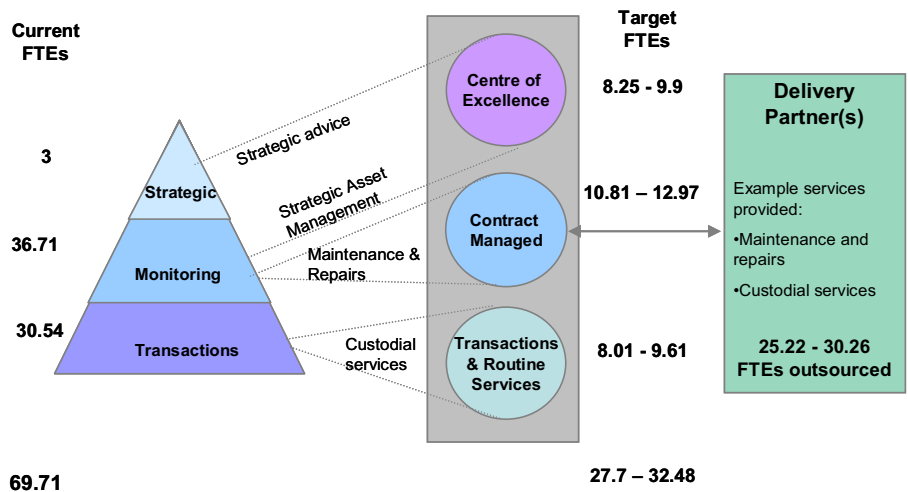 Current
FTEs
3
36.71
30.54
69.71
Strategic
Monitoring
Transactions
Strategic advice
Strategic Asset
Management
Maintenance &
Repairs
Custodial
services
Centre of
Excellence
Contract
Managed
Transactions
& Routine
Services
Target
FTEs
8.25 - 9.9
10.81 – 12.97
8.01 - 9.61
27.7 – 32.48
Delivery
Partner(s)
Example services
provided:
•Maintenance and
repairs
•Custodial services
25.22 - 30.26
FTEs outsourced